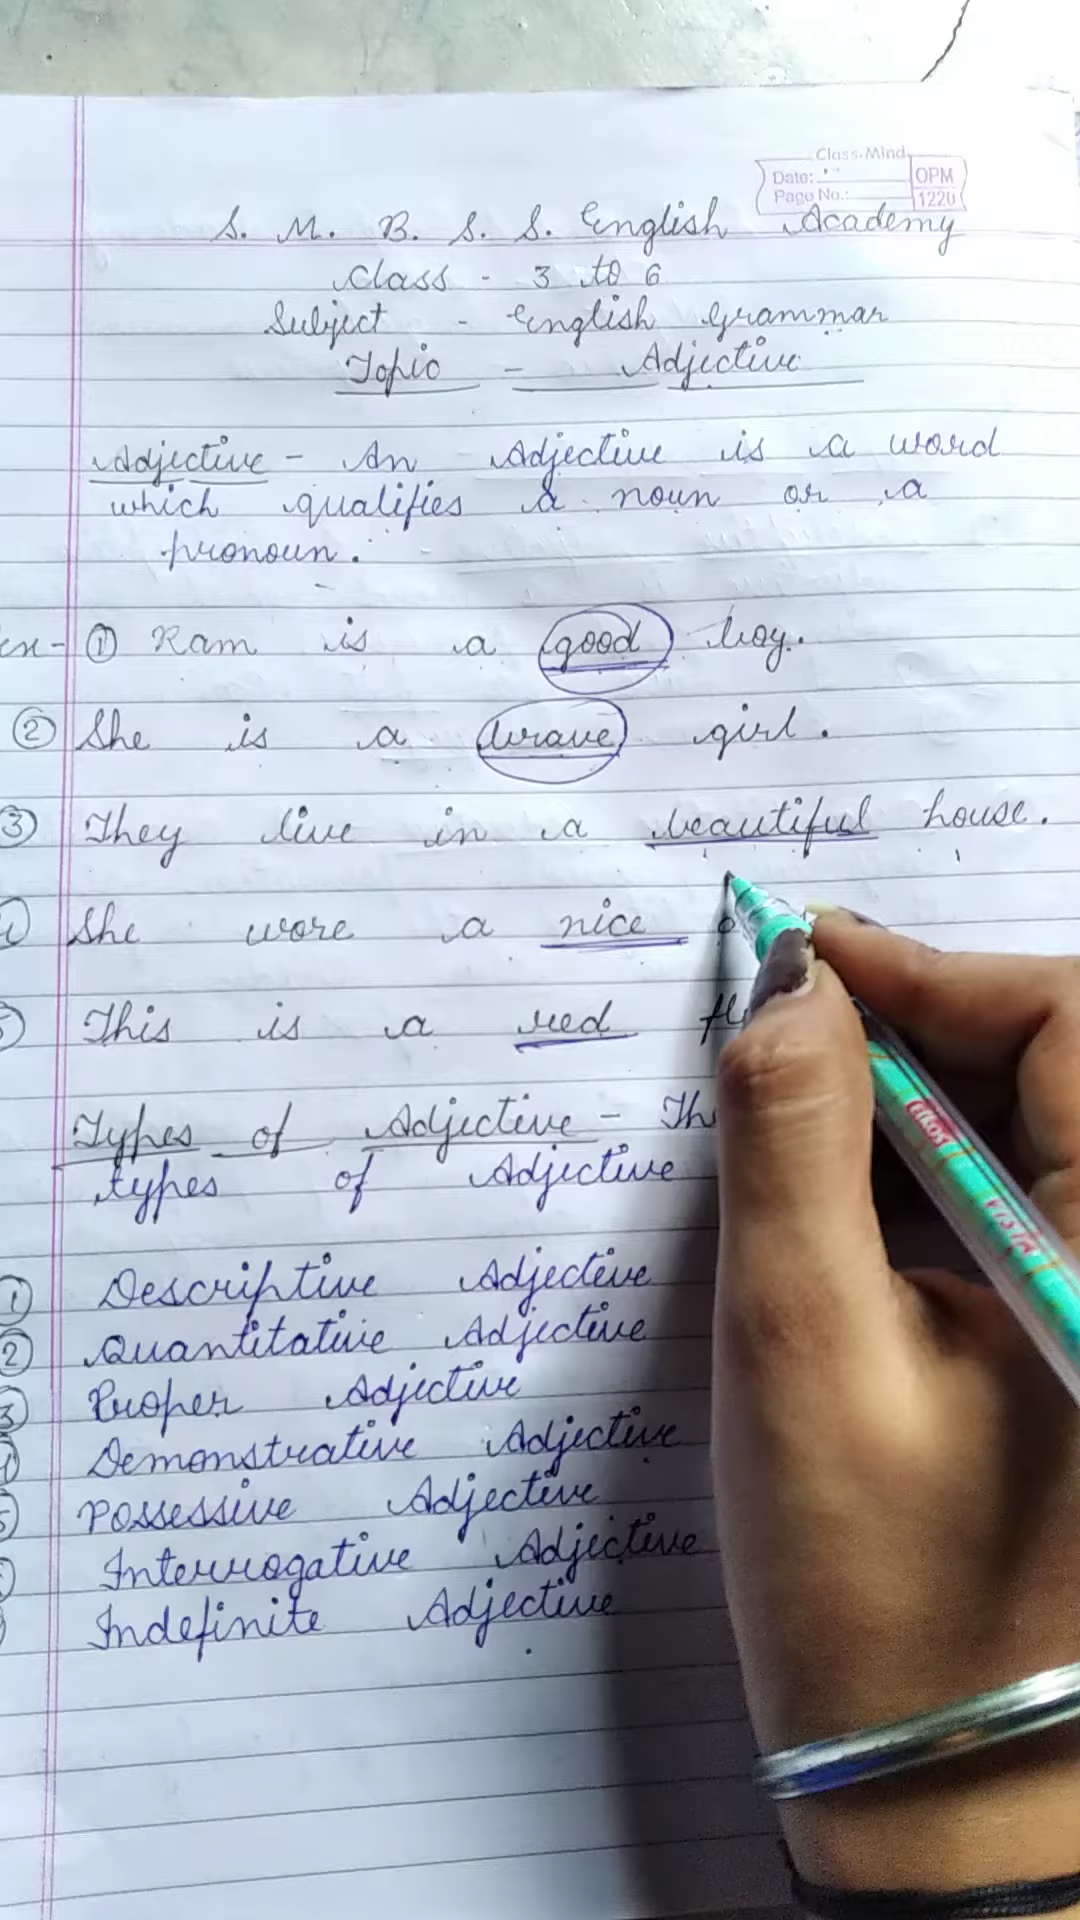 Class-Mind
Date:
OPM
Page No.:
1220
S. M. B. S. S. English Academy
Class - 3 to 6
Subject - English Grammar
Topic - Adjective
Adjective - An Adjective is a word
which qualifies a noun or a
pronoun.
Ex- ① Ram is a good boy.
② She is a brave girl.
③ They live in a beautiful house.
She wore a nice
This is a red
Types of Adjective -
types of Adjective
① Descriptive Adjective
② Quantitative Adjective
③ Proper Adjective
Demonstrative Adjective
Possessive Adjective
Interrogative Adjective
Indefinite Adjective